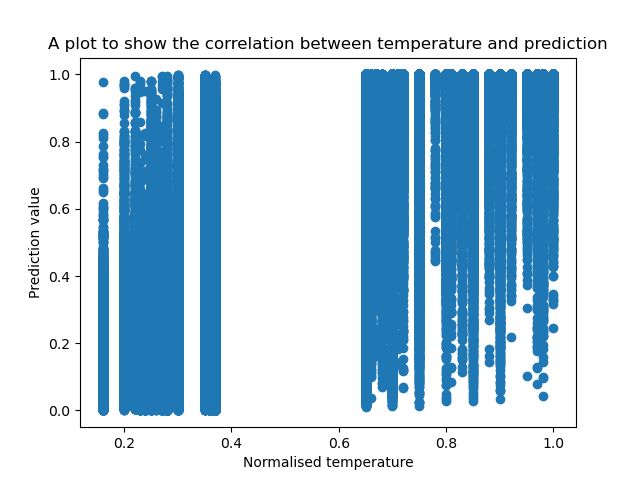 A plot to show the correlation between temperature and prediction
1.0
0.8
0.6
0.4
0.2
0.0
Prediction value
0.2 0.4 0.6 0.8 1.0
Normalised temperature